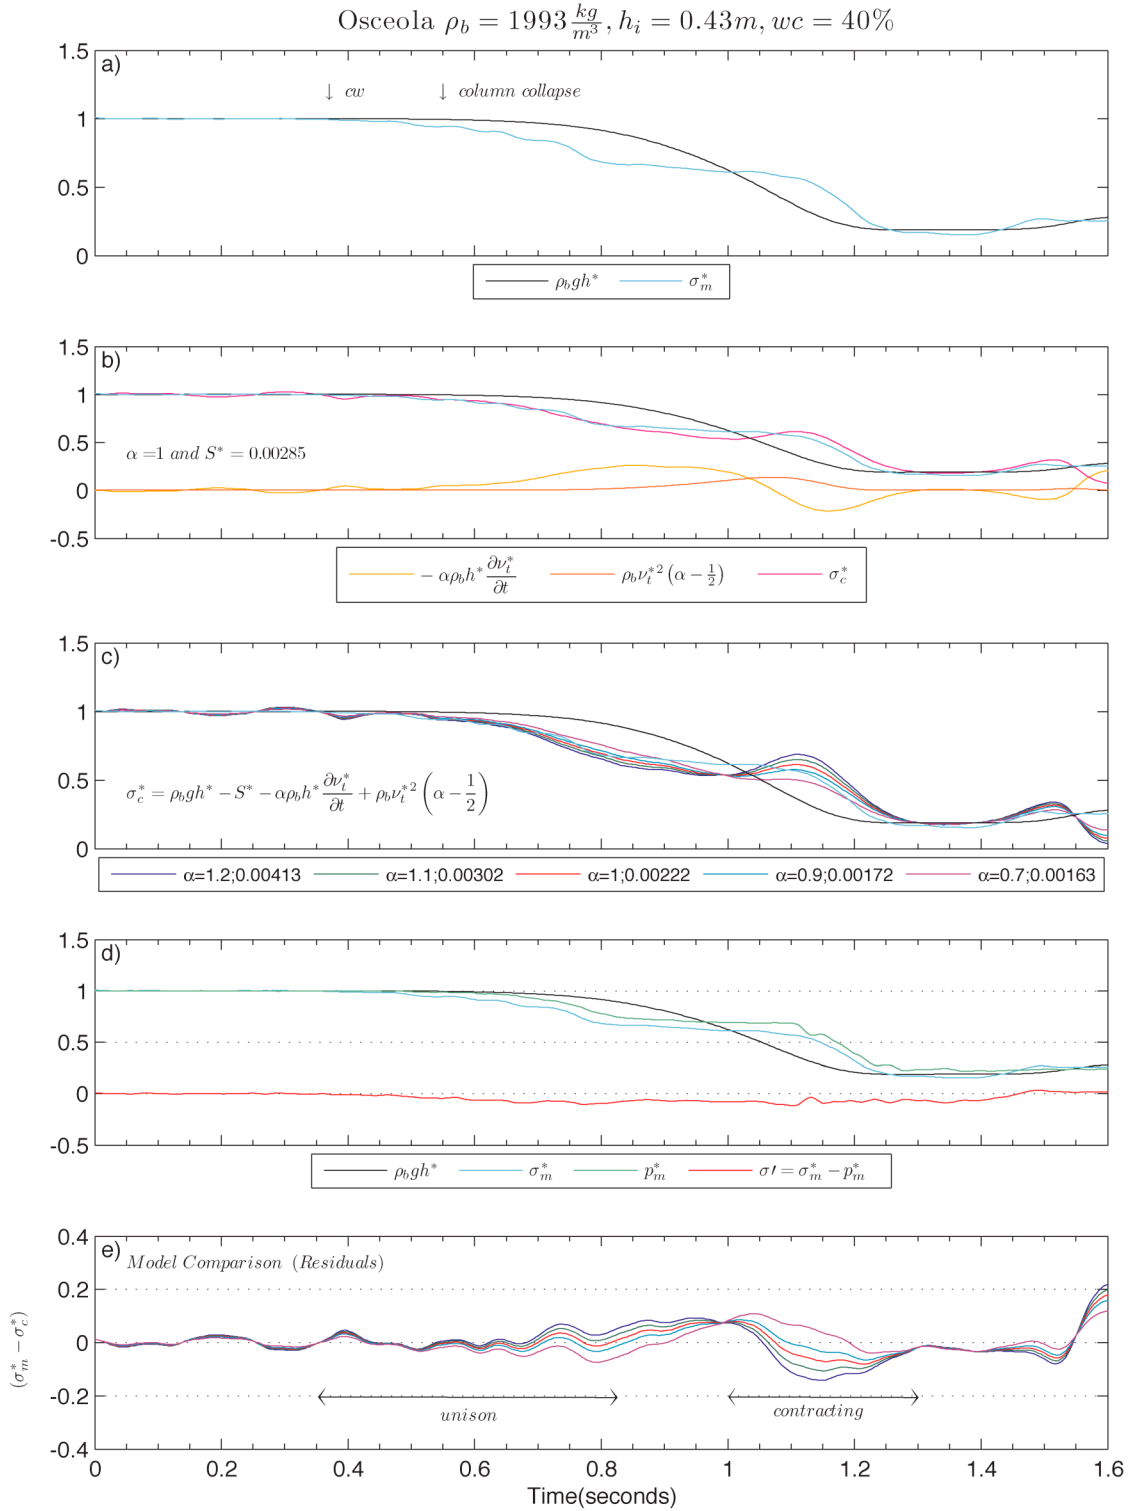 Osceola ρ_b = 1993 kg/m³, h_i = 0.43m, wc = 40%
1.5
a)
↓ cw ↓ column collapse
1
0.5
0
ρ_b gh* σ*_m
1.5
b)
1
0.5
α =1 and S* = 0.00285
0
-0.5
− αρ_b h* ∂ν*_t/∂t ρ_b ν*²_t (α − 1/2) σ*_c
1.5
c)
1
0.5
σ*_c = ρ_b gh* − S* − αρ_b h* ∂ν*_t/∂t + ρ_b ν*²_t (α − 1/2)
0
α=1.2;0.00413 α=1.1;0.00302 α=1;0.00222 α=0.9;0.00172 α=0.7;0.00163
1.5
d)
1
0.5
0
-0.5
ρ_b gh* σ*_m p*_m σ′ = σ*_m − p*_m
0.4
e) Model Comparison (Residuals)
0.2
0
(σ*_m − σ*_c)
-0.2
unison contracting
-0.4
0 0.2 0.4 0.6 0.8 1 1.2 1.4 1.6
Time(seconds)